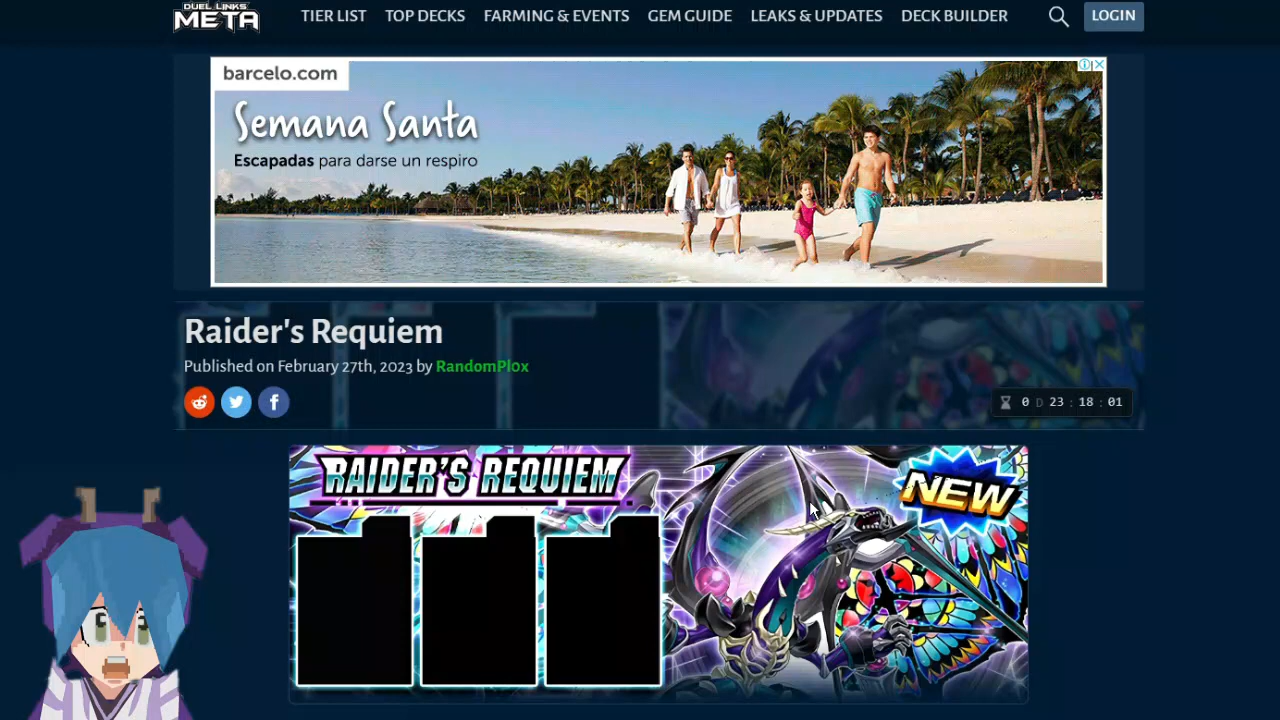 DUEL LINKS
META
TIER LIST
TOP DECKS
FARMING & EVENTS
GEM GUIDE
LEAKS & UPDATES
DECK BUILDER
LOGIN
barcelo.com
Semana Santa
Escapadas para darse un respiro
Raider's Requiem
Published on February 27th, 2023 by RandomPl0x
0 D 23 : 18 : 01
RAIDER'S REQUIEM
NEW